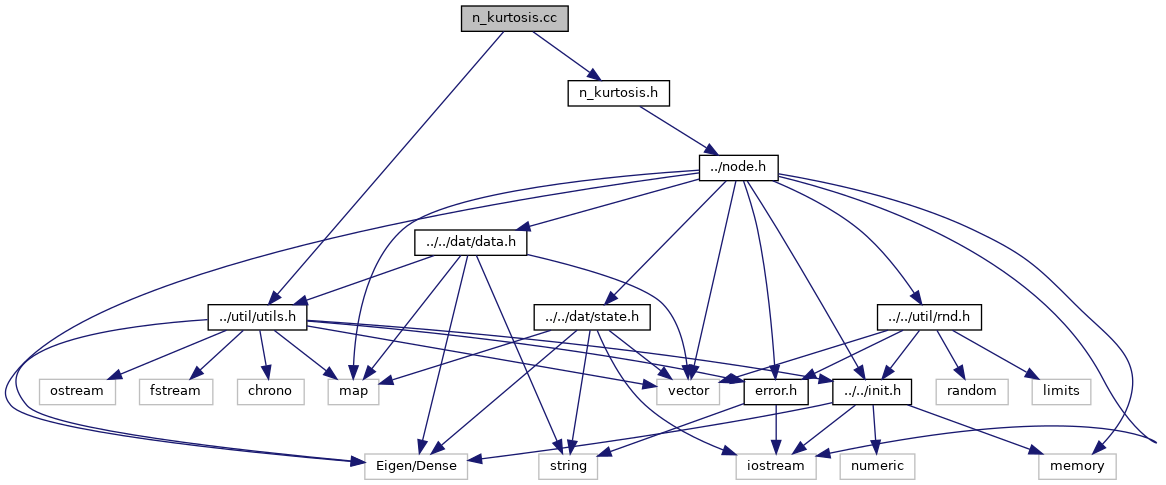 n_kurtosis.cc
n_kurtosis.h
../node.h
../../dat/data.h
../util/utils.h
../../dat/state.h
../../util/rnd.h
ostream
fstream
chrono
map
vector
error.h
../../init.h
random
limits
Eigen/Dense
string
iostream
numeric
memory